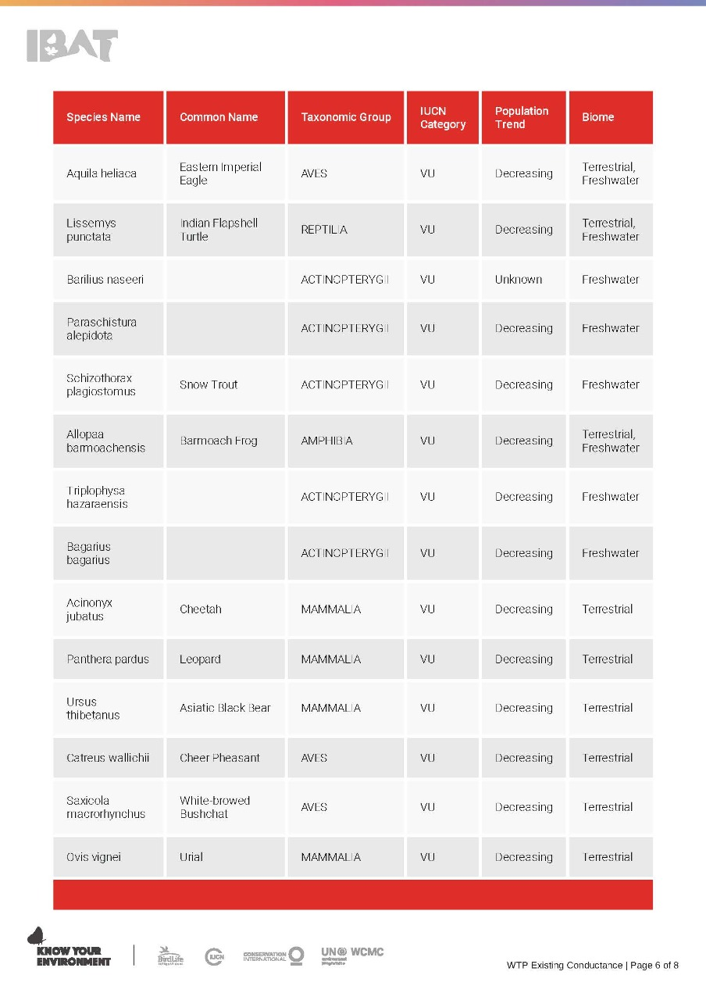 IBAT
Species Name Common Name Taxonomic Group IUCN Category Population Trend Biome
Aquila heliaca Eastern Imperial Eagle AVES VU Decreasing Terrestrial, Freshwater
Lissemys punctata Indian Flapshell Turtle REPTILIA VU Decreasing Terrestrial, Freshwater
Barilius naseeri ACTINOPTERYGII VU Unknown Freshwater
Paraschistura alepidota ACTINOPTERYGII VU Decreasing Freshwater
Schizothorax plagiostomus Snow Trout ACTINOPTERYGII VU Decreasing Freshwater
Allopaa barmoachensis Barmoach Frog AMPHIBIA VU Decreasing Terrestrial, Freshwater
Triplophysa hazaraensis ACTINOPTERYGII VU Decreasing Freshwater
Bagarius bagarius ACTINOPTERYGII VU Decreasing Freshwater
Acinonyx jubatus Cheetah MAMMALIA VU Decreasing Terrestrial
Panthera pardus Leopard MAMMALIA VU Decreasing Terrestrial
Ursus thibetanus Asiatic Black Bear MAMMALIA VU Decreasing Terrestrial
Catreus wallichii Cheer Pheasant AVES VU Decreasing Terrestrial
Saxicola macrorhynchus White-browed Bushchat AVES VU Decreasing Terrestrial
Ovis vignei Urial MAMMALIA VU Decreasing Terrestrial
KNOW YOUR
ENVIRONMENT
BirdLife
INTERNATIONAL
IUCN
CONSERVATION
INTERNATIONAL
UN WCMC
environment
programme
WTP Existing Conductance | Page 6 of 8